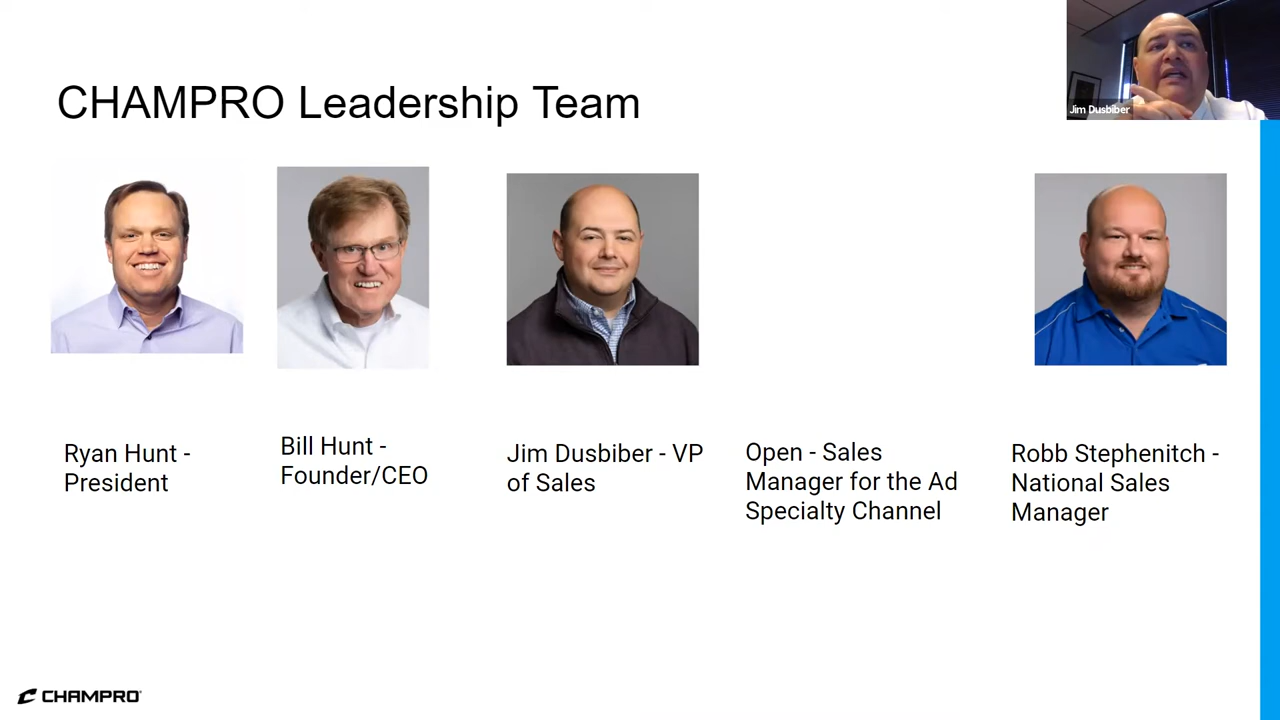 CHAMPRO Leadership Team
Jim Dusbiber
Ryan Hunt -
President
Bill Hunt -
Founder/CEO
Jim Dusbiber - VP
of Sales
Open - Sales
Manager for the Ad
Specialty Channel
Robb Stephenitch -
National Sales
Manager
CHAMPRO